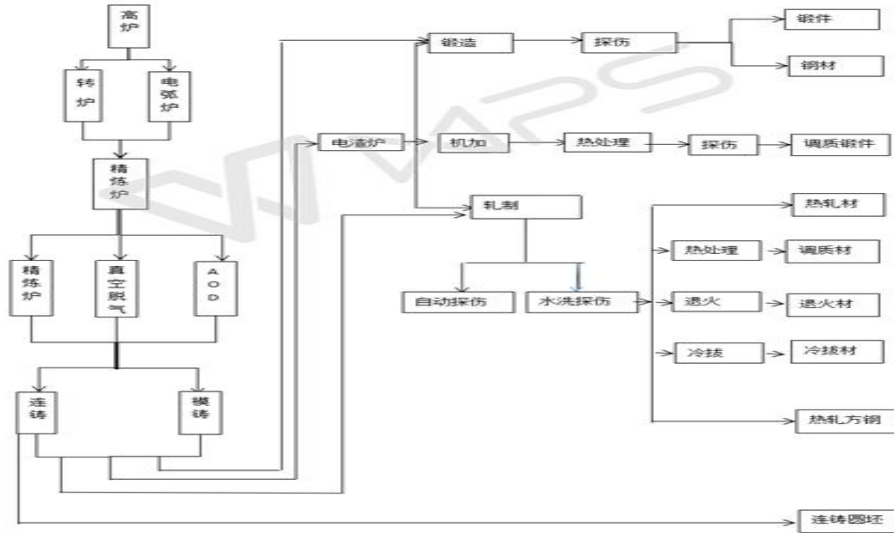 高炉
转炉
电弧炉
精炼炉
精炼炉
真空脱气
AOD
连铸
模铸
电渣炉
锻造
探伤
锻件
钢材
机加
热处理
探伤
调质锻件
轧制
自动探伤
水洗探伤
热轧材
热处理
调质材
退火
退火材
冷拔
冷拔材
热轧方钢
连铸圆坯